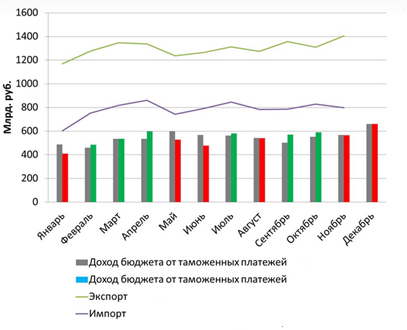 1600
1400
1200
1000
800
600
400
200
0
Млрд. руб.
Январь
Февраль
Март
Апрель
Май
Июнь
Июль
Август
Сентябрь
Октябрь
Ноябрь
Декабрь
Доход бюджета от таможенных платежей
Доход бюджета от таможенных платежей
Экспорт
Импорт